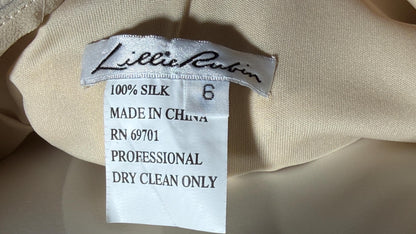 Lillie Rubin
100% SILK 6
MADE IN CHINA
RN 69701
PROFESSIONAL
DRY CLEAN ONLY